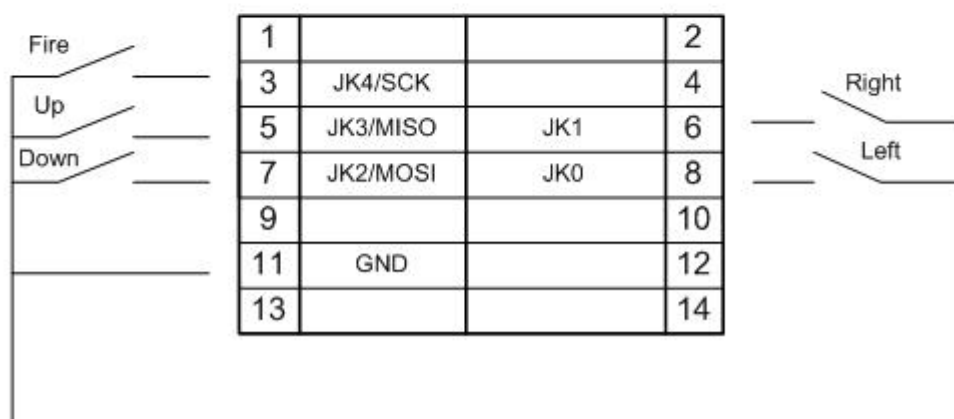 Fire
Up
Down
1 2
3 JK4/SCK 4
5 JK3/MISO JK1 6
7 JK2/MOSI JK0 8
9 10
11 GND 12
13 14
Right
Left